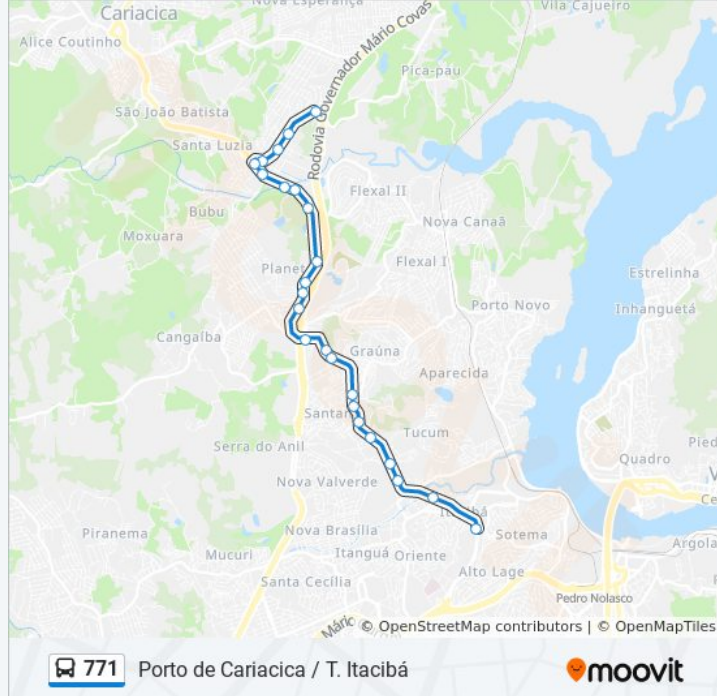 Nova Esperança
Vila Cajueiro
Cariacica
Alice Coutinho
Rodovia Governador Mário Covas
Pica-pau
São João Batista
Santa Luzia
Flexal II
Bubu
Nova Canaã
Moxuara
Planet
Flexal I
Estrelinha
Porto Novo
Inhanguetá
Cangaíba
Graúna
Aparecida
Santan
Tucum
Serra do Anil
Quadro
Nova Valverde
Piranema
Nova Brasília
Sotema
Mucuri
Itanguá
Oriente
Argola
Santa Cecília
Alto Lage
Pedro Nolasco
© OpenStreetMap contributors | © OpenMapTiles
771 Porto de Cariacica / T. Itacibá
moovit